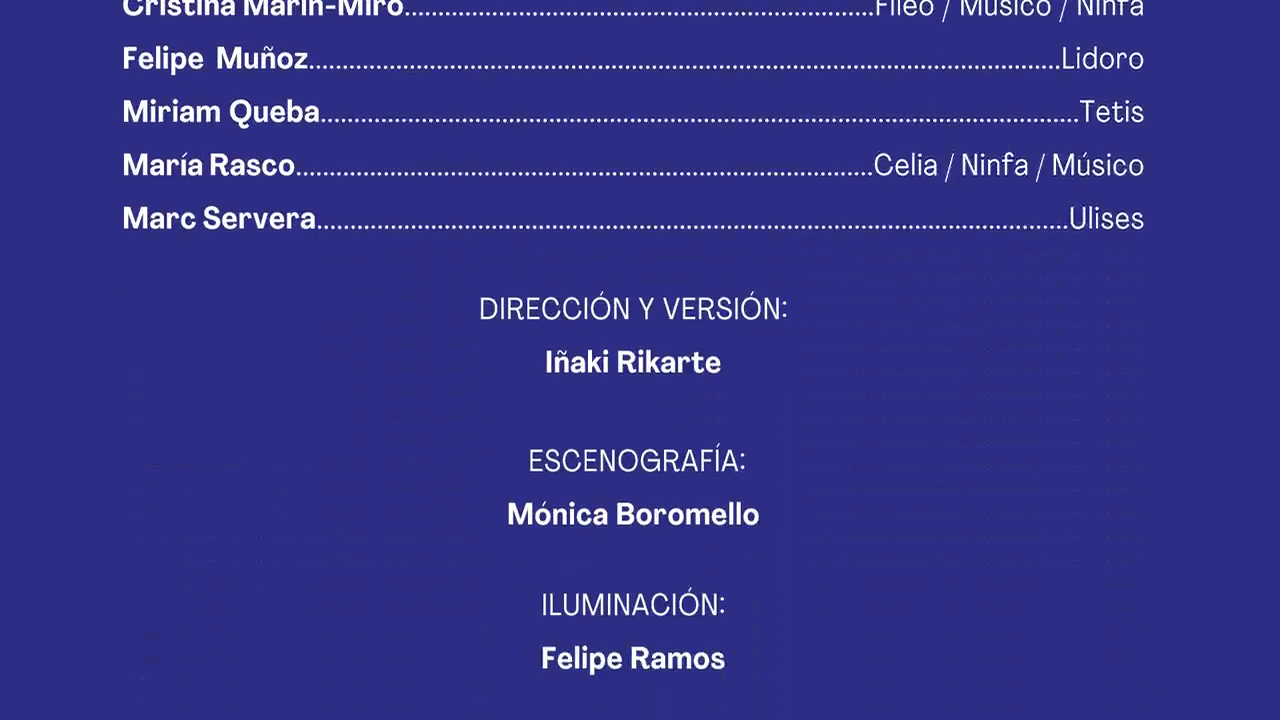 Cristina Marín-Miró........................................................................Fileo / Músico / Ninfa
Felipe Muñoz..................................................................................................................Lidoro
Miriam Queba.................................................................................................................Tetis
María Rasco.......................................................................................Celia / Ninfa / Músico
Marc Servera.................................................................................................................Ulises
DIRECCIÓN Y VERSIÓN:
Iñaki Rikarte
ESCENOGRAFÍA:
Mónica Boromello
ILUMINACIÓN:
Felipe Ramos